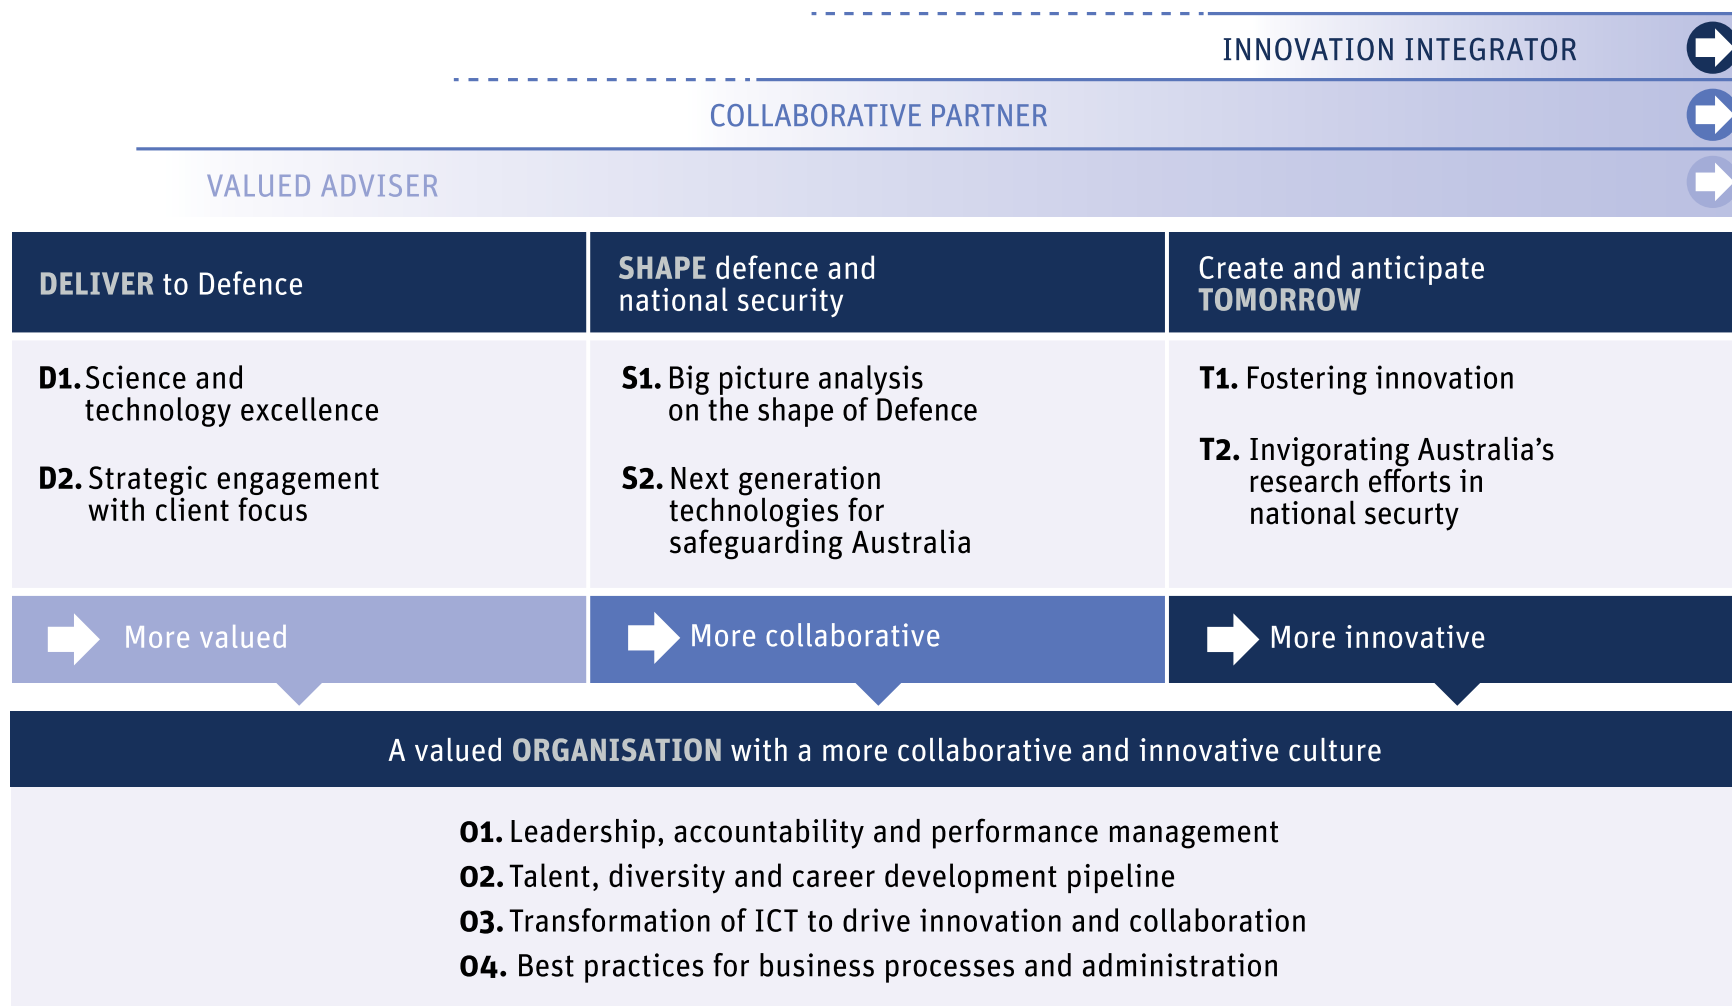 INNOVATION INTEGRATOR
COLLABORATIVE PARTNER
VALUED ADVISER
DELIVER to Defence
SHAPE defence and
national security
Create and anticipate
TOMORROW
D1. Science and
technology excellence
D2. Strategic engagement
with client focus
S1. Big picture analysis
on the shape of Defence
S2. Next generation
technologies for
safeguarding Australia
T1. Fostering innovation
T2. Invigorating Australia’s
research efforts in
national securty
More valued
More collaborative
More innovative
A valued ORGANISATION with a more collaborative and innovative culture
O1. Leadership, accountability and performance management
O2. Talent, diversity and career development pipeline
O3. Transformation of ICT to drive innovation and collaboration
O4. Best practices for business processes and administration